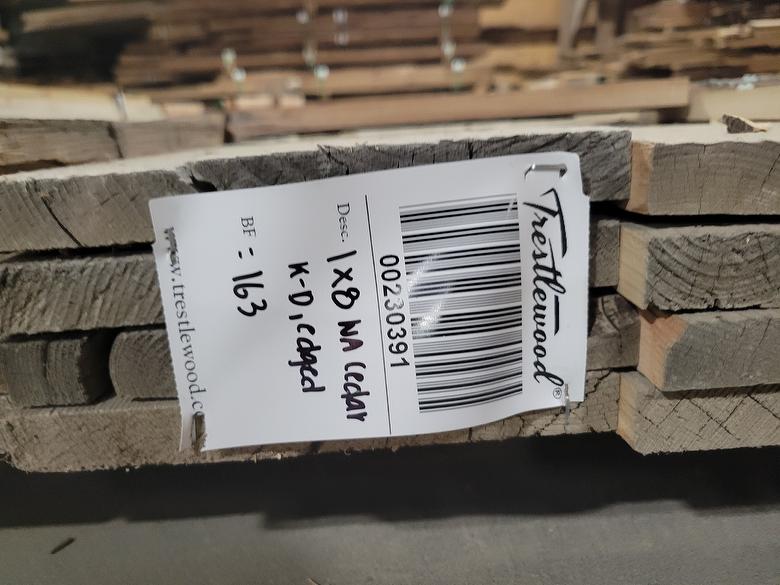 Trestlewood®
00230391
Desc. 1x8 NA Cedar
K-D, edged
BF = 163
www.trestlewood.c